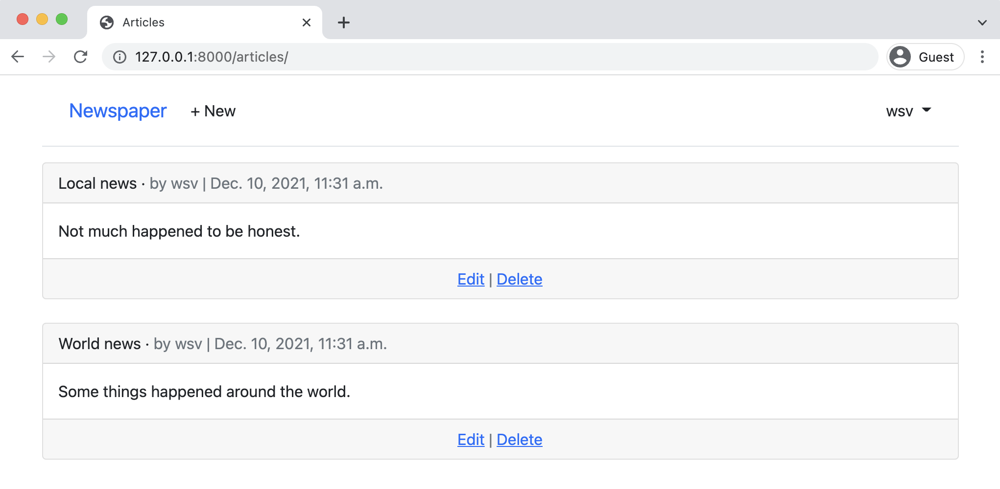 Articles
127.0.0.1:8000/articles/
Guest
Newspaper + New wsv
Local news · by wsv | Dec. 10, 2021, 11:31 a.m.
Not much happened to be honest.
Edit | Delete
World news · by wsv | Dec. 10, 2021, 11:31 a.m.
Some things happened around the world.
Edit | Delete